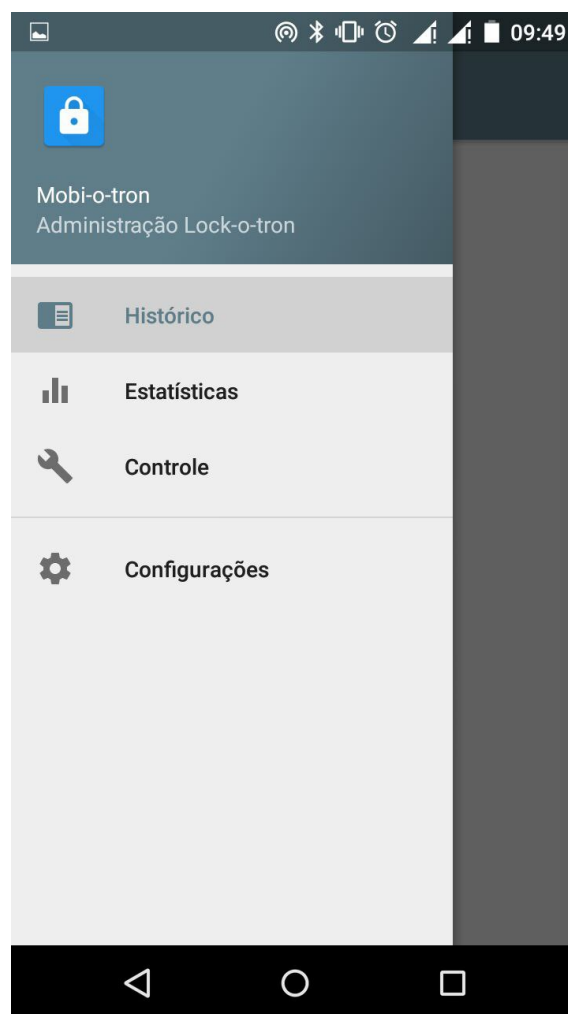 09:49
Mobi-o-tron
Administração Lock-o-tron
Histórico
Estatísticas
Controle
Configurações